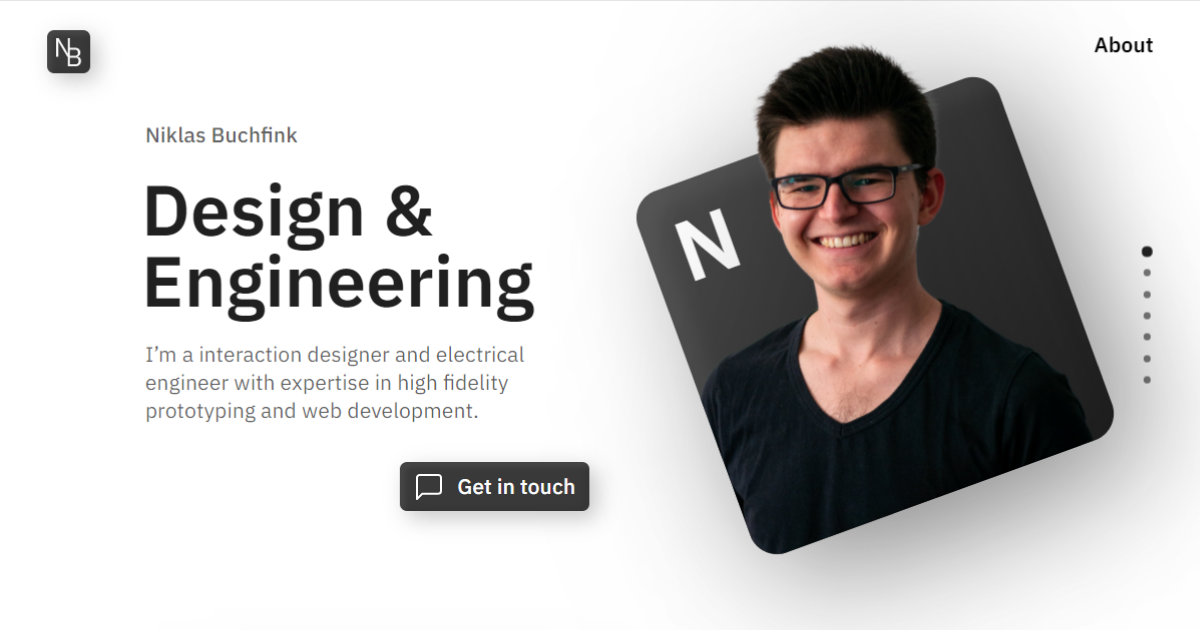 NB
About
Niklas Buchfink
Design &
Engineering
I’m a interaction designer and electrical
engineer with expertise in high fidelity
prototyping and web development.
Get in touch
N